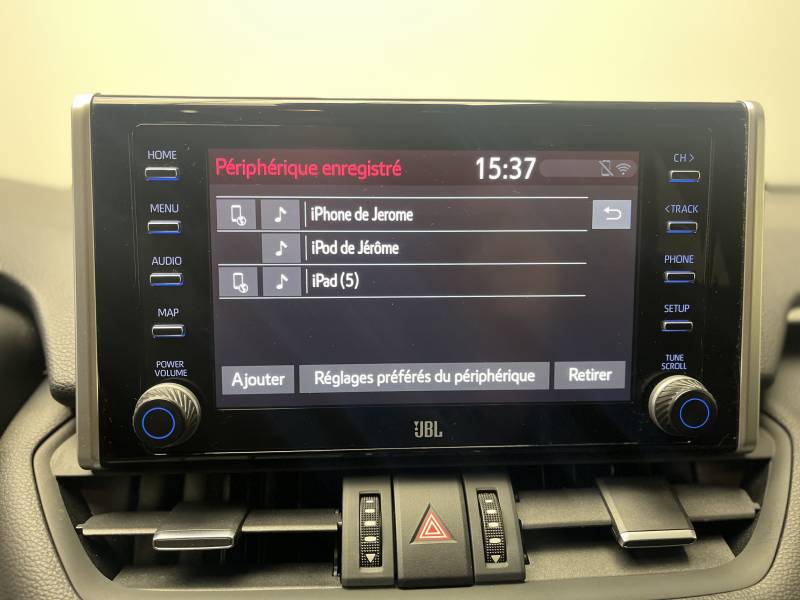 HOME
MENU
AUDIO
MAP
POWER
VOLUME
Périphérique enregistré 15:37
iPhone de Jerome
iPod de Jérôme
iPad (5)
Ajouter Réglages préférés du périphérique Retirer
CH >
< TRACK
PHONE
SETUP
TUNE
SCROLL
JBL